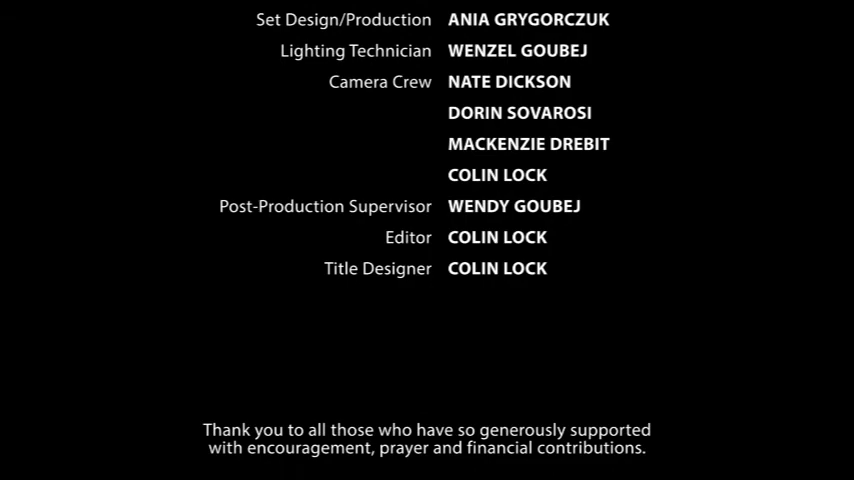 Set Design/Production ANIA GRYGORCZUK
Lighting Technician WENZEL GOUBEJ
Camera Crew NATE DICKSON
DORIN SOVAROSI
MACKENZIE DREBIT
COLIN LOCK
Post-Production Supervisor WENDY GOUBEJ
Editor COLIN LOCK
Title Designer COLIN LOCK
Thank you to all those who have so generously supported
with encouragement, prayer and financial contributions.